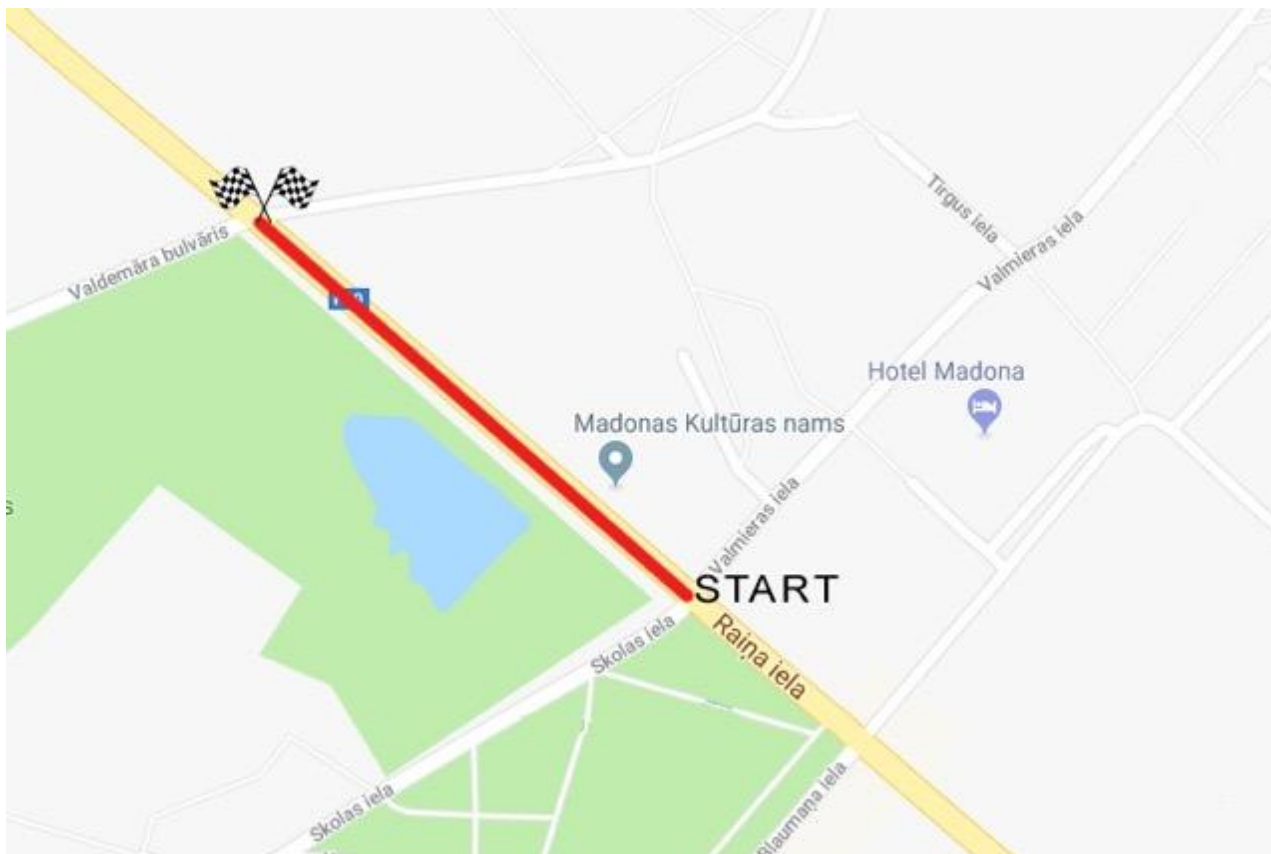 Tirgus iela
Valmieras iela
Valdemāra bulvāris
Hotel Madona
Madonas Kultūras nams
s
Valmieras iela
START
Raiņa iela
Skolas iela
Skolas iela
Blaumaņa iela